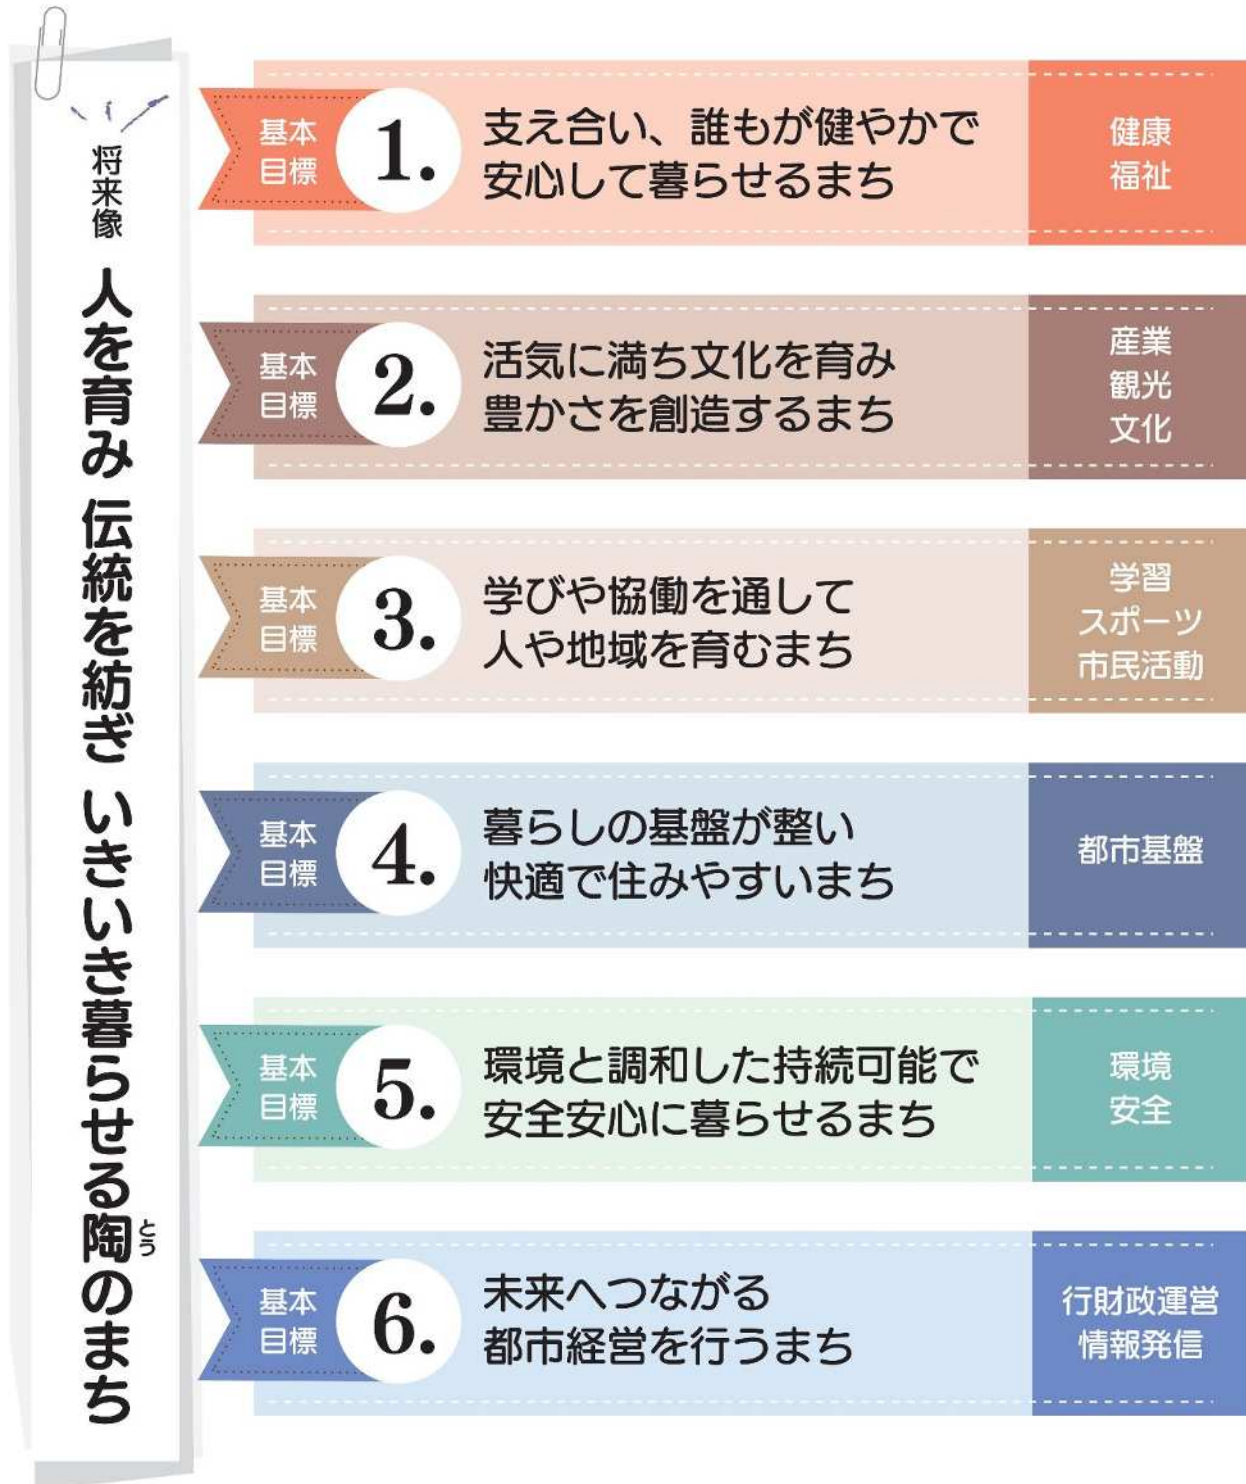 将来像
人を育み 伝統を紡ぎ いきいき暮らせる陶のまち
とう
基本
目標
1.
支え合い、誰もが健やかで
安心して暮らせるまち
健康
福祉
基本
目標
2.
活気に満ち文化を育み
豊かさを創造するまち
産業
観光
文化
基本
目標
3.
学びや協働を通して
人や地域を育むまち
学習
スポーツ
市民活動
基本
目標
4.
暮らしの基盤が整い
快適で住みやすいまち
都市基盤
基本
目標
5.
環境と調和した持続可能で
安全安心に暮らせるまち
環境
安全
基本
目標
6.
未来へつながる
都市経営を行うまち
行財政運営
情報発信